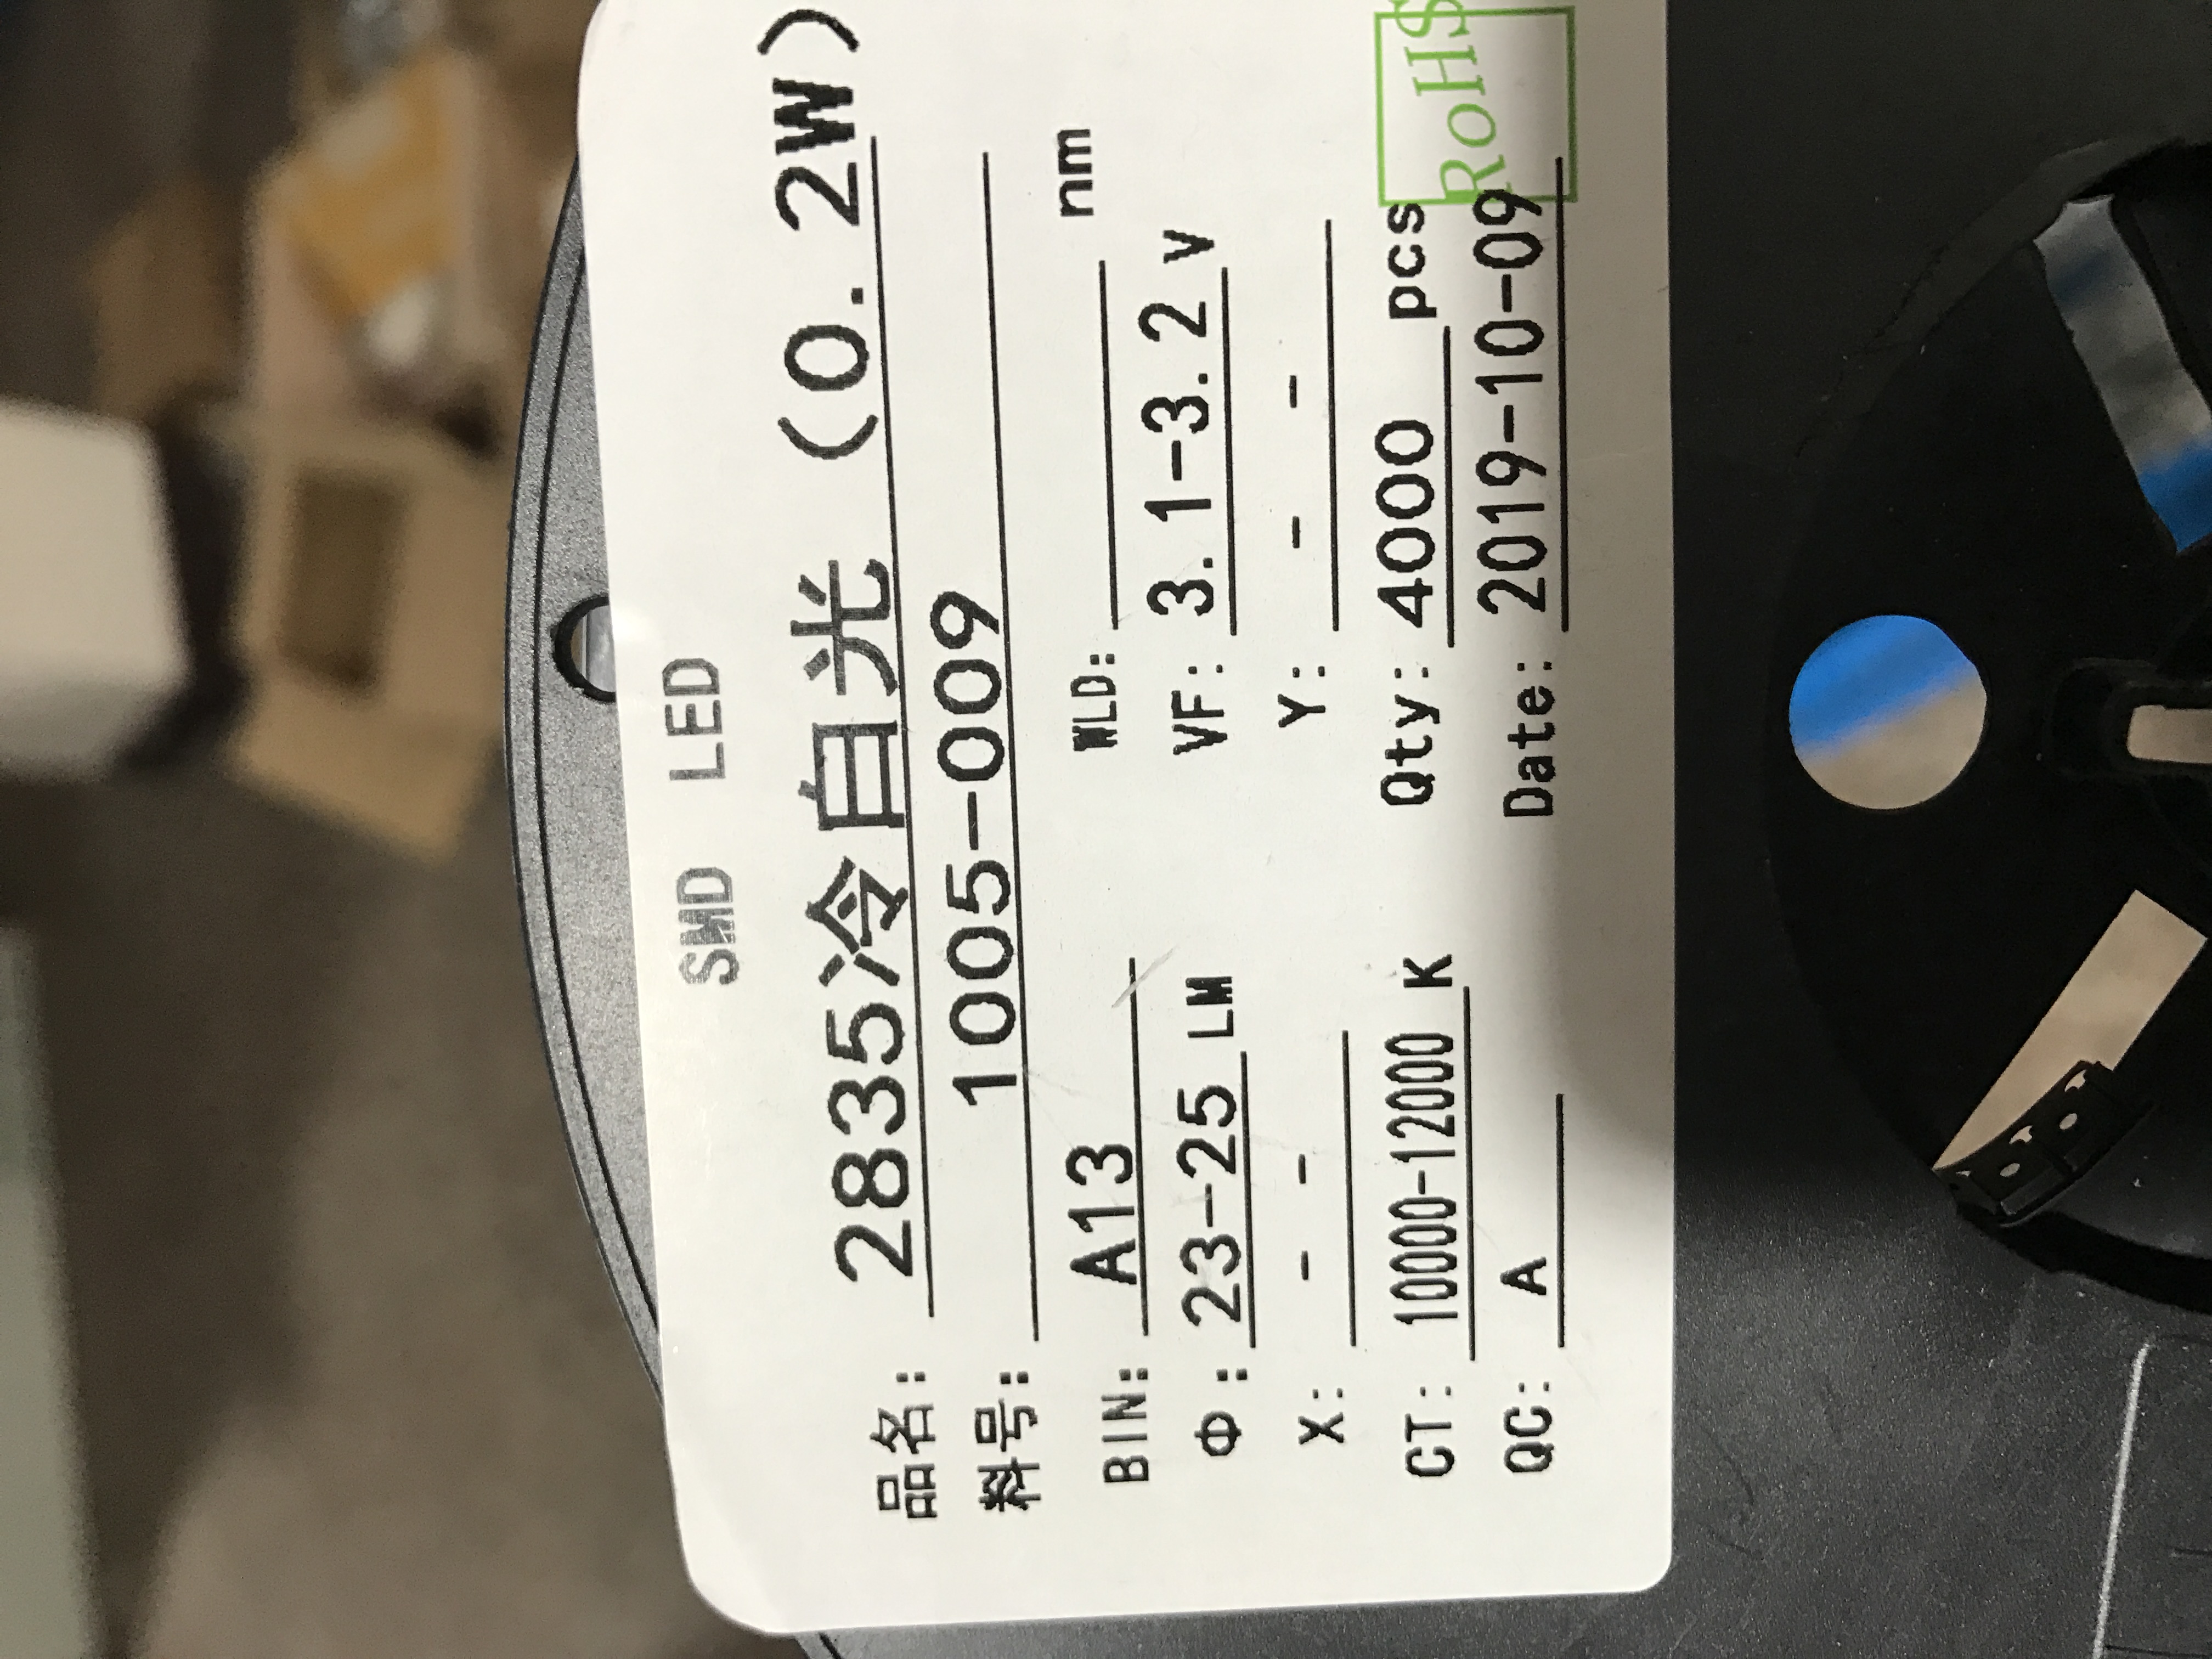 SMD LED
品名: 2835冷白光 (0.2W)
料号: 1005-009
BIN: A13 WLD: nm
Φ: 23-25 LM VF: 3.1-3.2 V
X: - - Y: - -
CT: 10000-12000 K Qty: 4000 pcs
RoHS
QC: A Date: 2019-10-09